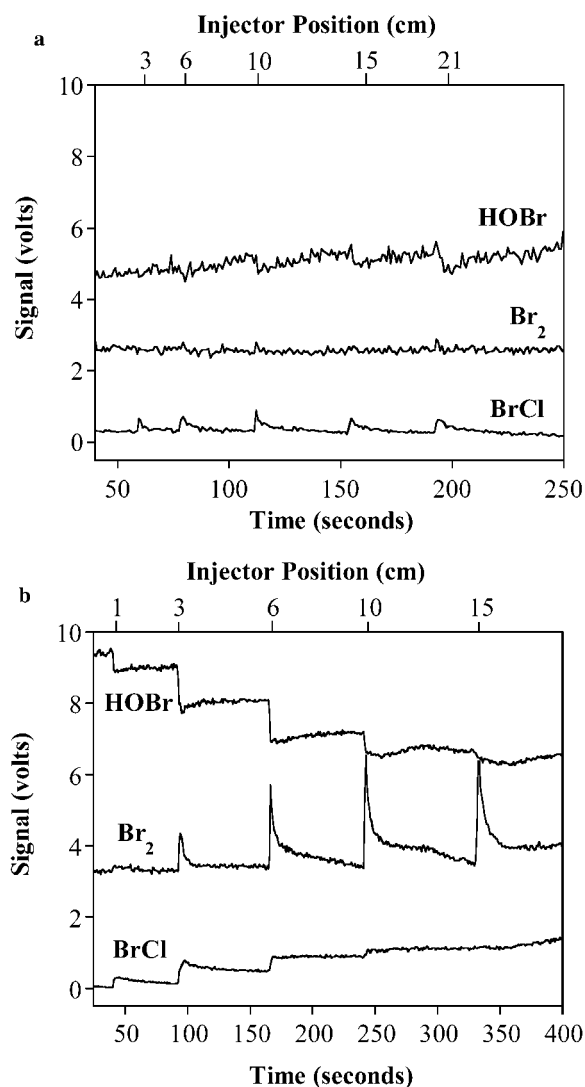 a
Injector Position (cm)
3 6 10 15 21
10
8
6
4
2
0
Signal (volts)
HOBr
Br2
BrCl
50 100 150 200 250
Time (seconds)
b
Injector Position (cm)
1 3 6 10 15
10
8
6
4
2
0
Signal (volts)
HOBr
Br2
BrCl
50 100 150 200 250 300 350 400
Time (seconds)